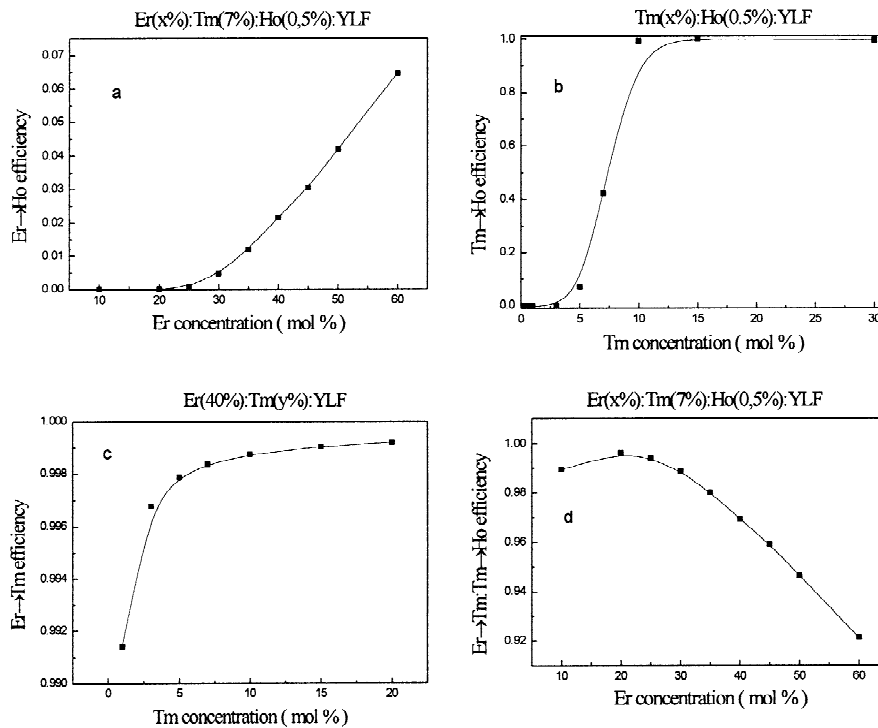 Er(x%):Tm(7%):Ho(0,5%):YLF
0.07
0.06
0.05
0.04
0.03
0.02
0.01
0.00
a
Er→Ho efficiency
10 20 30 40 50 60
Er concentration ( mol % )
Tm(x%):Ho(0.5%):YLF
1.0
0.8
0.6
0.4
0.2
0.0
b
Tm→Ho efficiency
0 5 10 15 20 25 30
Tm concentration ( mol % )
Er(40%):Tm(y%):YLF
1.000
0.998
0.996
0.994
0.992
0.990
c
Er→Tm efficiency
0 5 10 15 20
Tm concentration ( mol % )
Er(x%):Tm(7%):Ho(0,5%):YLF
1.00
0.98
0.96
0.94
0.92
d
Er→Tm:Tm→Ho efficiency
10 20 30 40 50 60
Er concentration ( mol % )